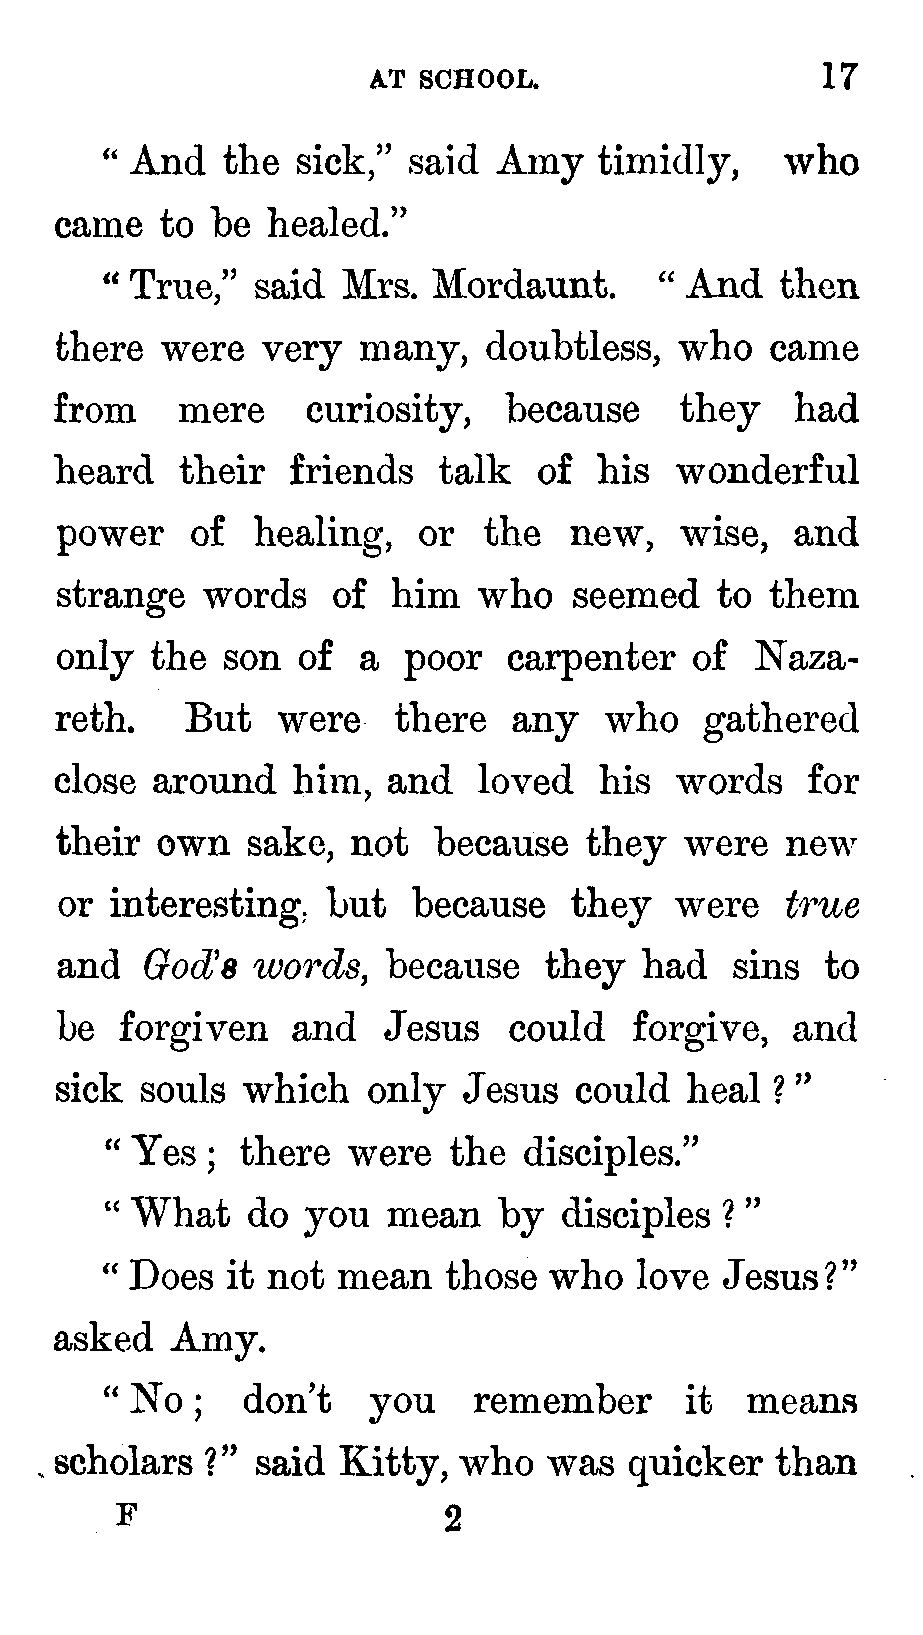 AT SCHOOL. 17
“ And the sick,” said Amy timidly, who
came to be healed.”
“ True,” said Mrs. Mordaunt. “ And then
there were very many, doubtless, who came
from mere curiosity, because they had
heard their friends talk of his wonderful
power of healing, or the new, wise, and
strange words of him who seemed to them
only the son of a poor carpenter of Naza-
reth. But were there any who gathered
close around him, and loved his words for
their own sake, not because they were new
or interesting; but because they were true
and God’s words, because they had sins to
be forgiven and Jesus could forgive, and
sick souls which only Jesus could heal ? ”
“ Yes ; there were the disciples.”
“ What do you mean by disciples ? ”
“ Does it not mean those who love Jesus?”
asked Amy.
“ No ; don’t you remember it means
scholars ?” said Kitty, who was quicker than
F 2